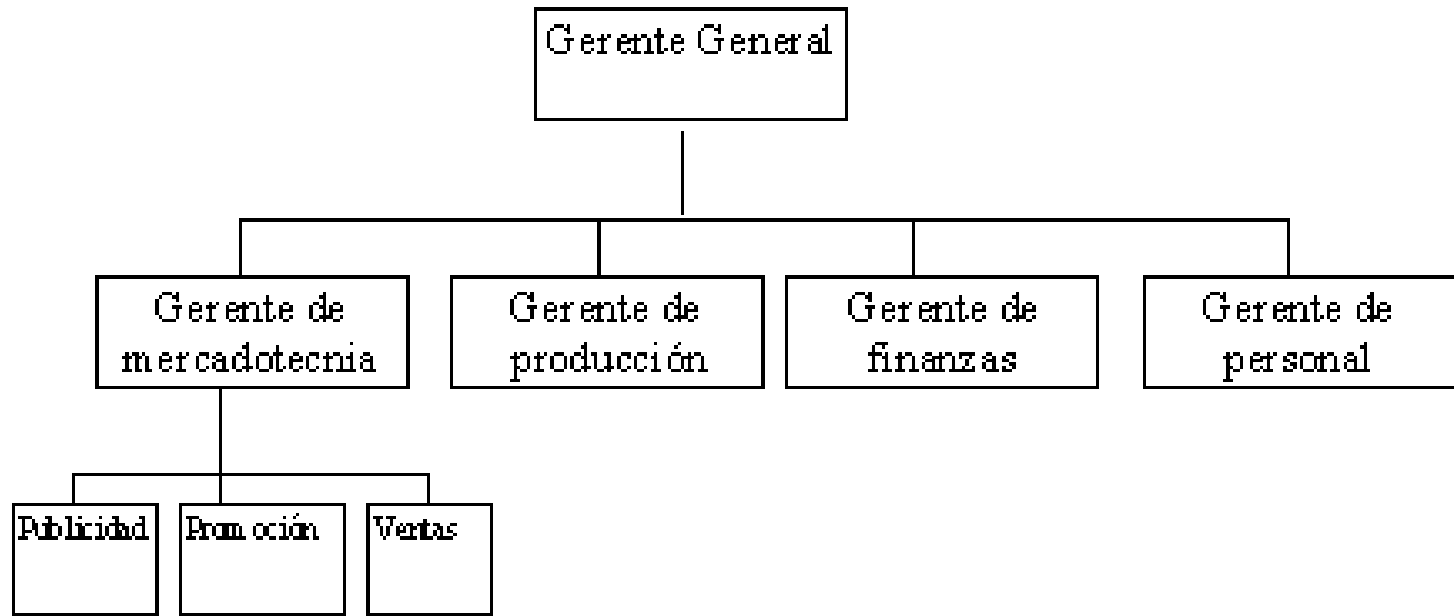 Gerente General
Gerente de
mercadotecnia
Gerente de
producción
Gerente de
finanzas
Gerente de
personal
Publicidad
Promoción
Ventas